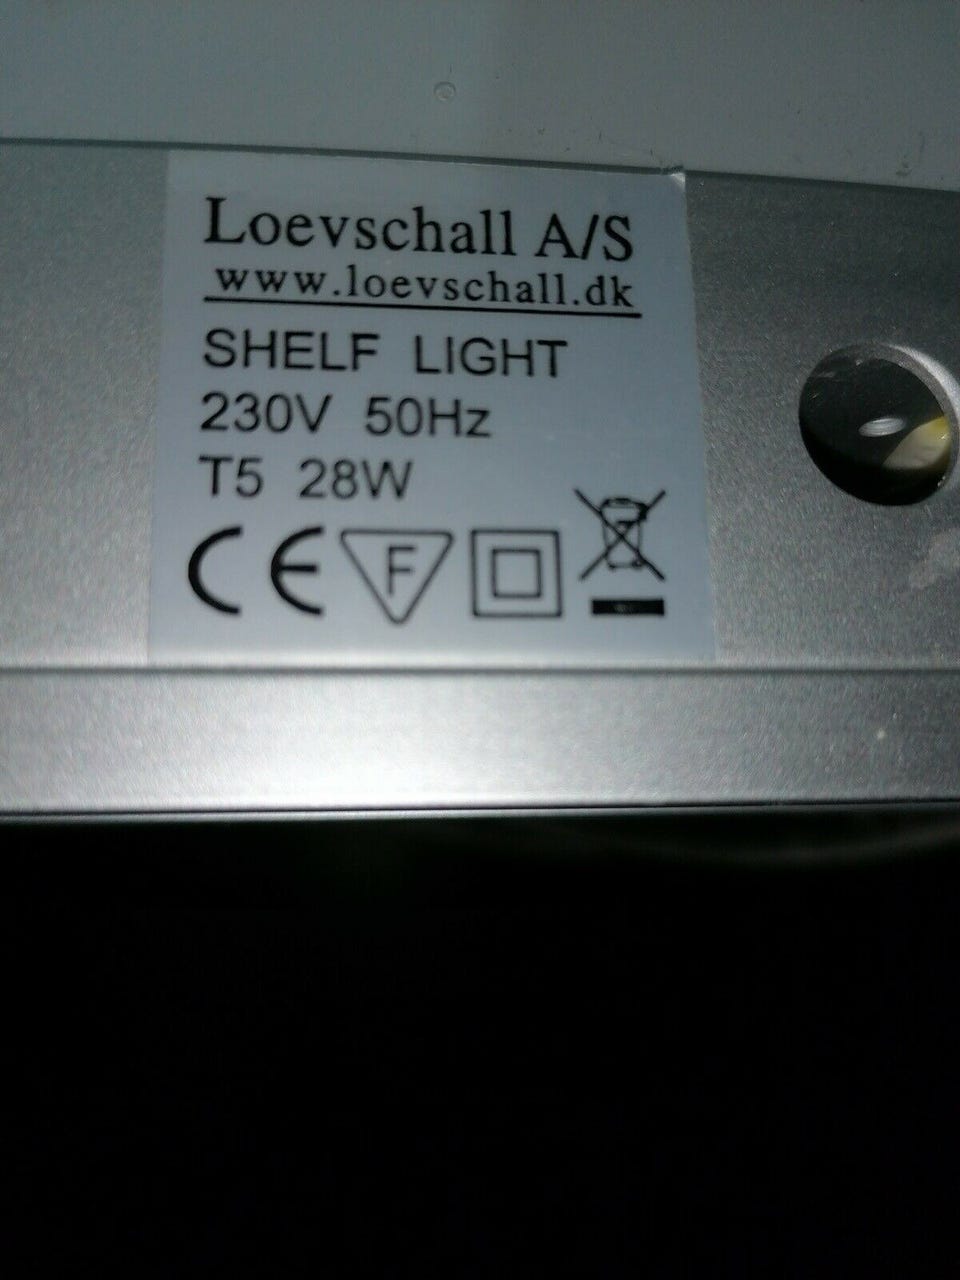 Loevschall A/S
www.loevschall.dk
SHELF LIGHT
230V 50Hz
T5 28W
CE F